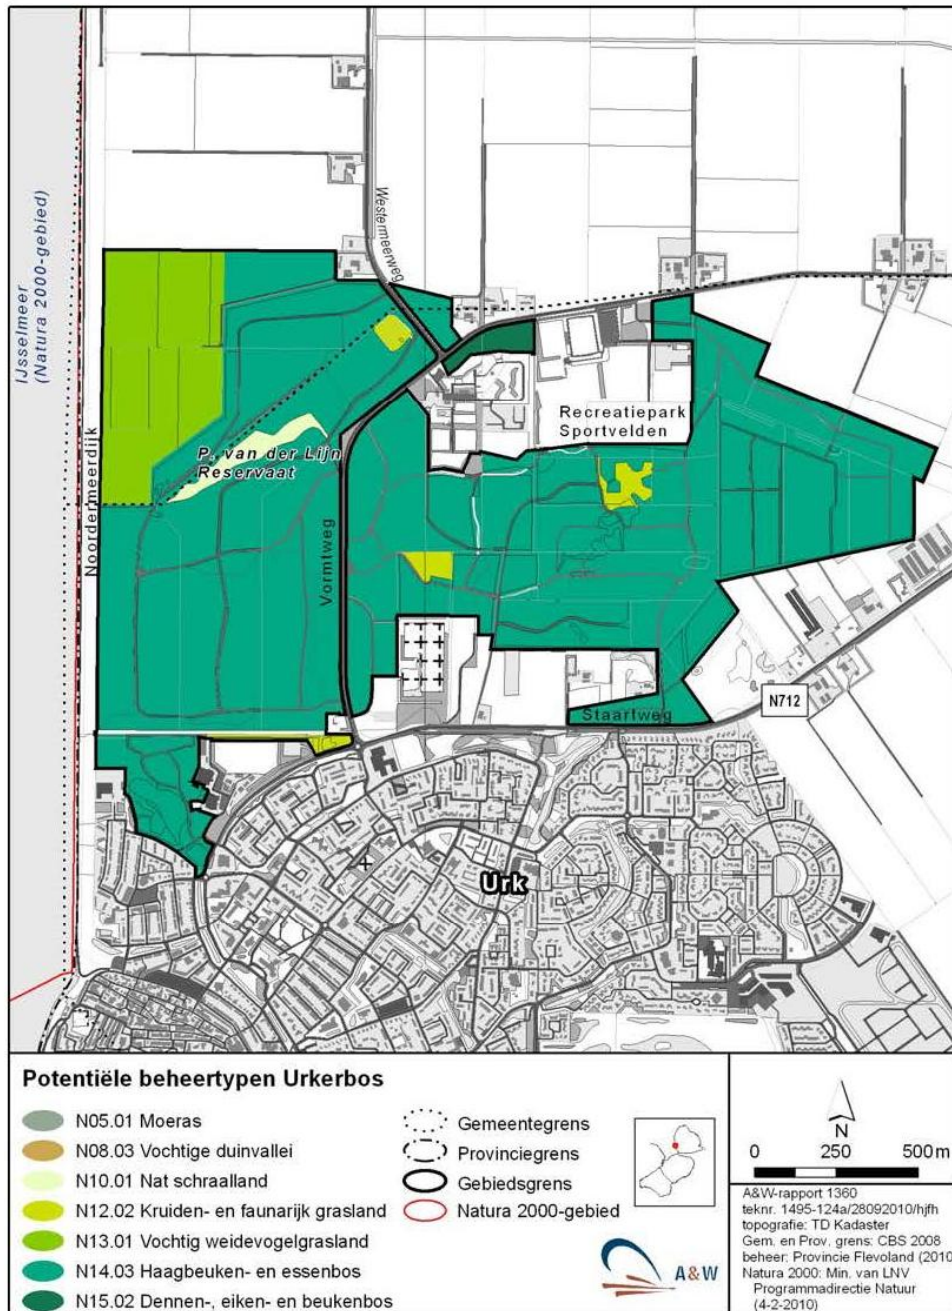 IJsselmeer
(Natura 2000-gebied)
Noordermeerdijk
Westermeerweg
P. van der Lijn
Reservaat
Vormtweg
Recreatiepark
Sportvelden
N712
Staartweg
Urk
Potentiële beheertypen Urkerbos
N05.01 Moeras
N08.03 Vochtige duinvallei
N10.01 Nat schraalland
N12.02 Kruiden- en faunarijk grasland
N13.01 Vochtig weidevogelgrasland
N14.03 Haagbeuken- en essenbos
N15.02 Dennen-, eiken- en beukenbos
Gemeentegrens
Provinciegrens
Gebiedsgrens
Natura 2000-gebied
A&W
N
0 250 500 m
A&W-rapport 1360
teknr. 1495-124a/28092010/hjfh
topografie: TD Kadaster
Gem. en Prov. grens: CBS 2008
beheer: Provincie Flevoland (2010
Natura 2000: Min. van LNV
Programmadirectie Natuur
(4-2-2010)